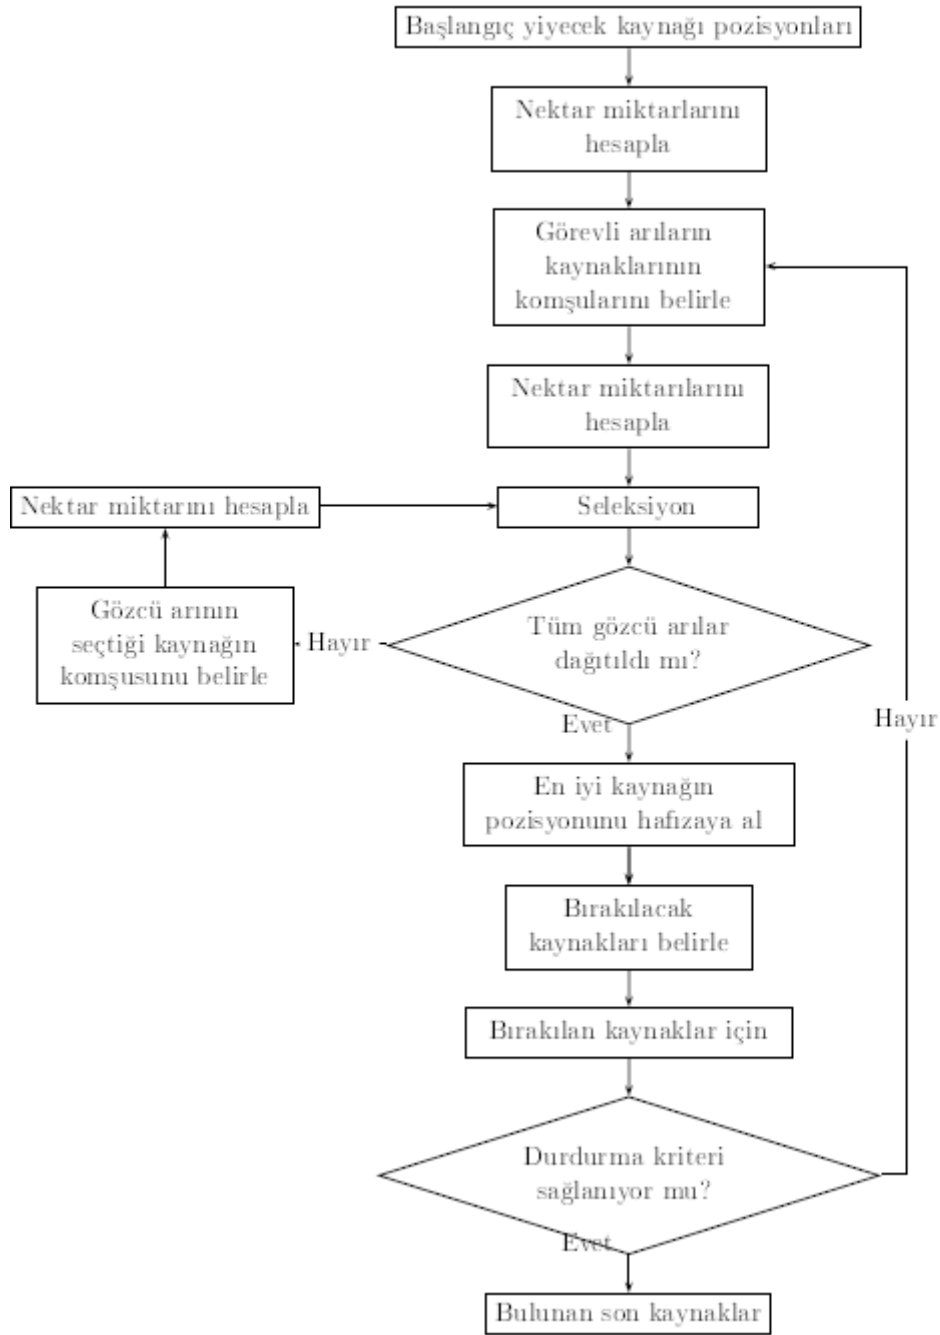 Başlangıç yiyecek kaynağı pozisyonları
Nektar miktarlarını
hesapla
Görevli arıların
kaynaklarının
komşularını belirle
Nektar miktarılarını
hesapla
Nektar miktarını hesapla
Seleksiyon
Gözcü arının
seçtiği kaynağın
komşusunu belirle
Hayır
Tüm gözcü arılar
dağıtıldı mı?
Evet
Hayır
En iyi kaynağın
pozisyonunu hafızaya al
Bırakılacak
kaynakları belirle
Bırakılan kaynaklar için
Durdurma kriteri
sağlanıyor mu?
Evet
Bulunan son kaynaklar